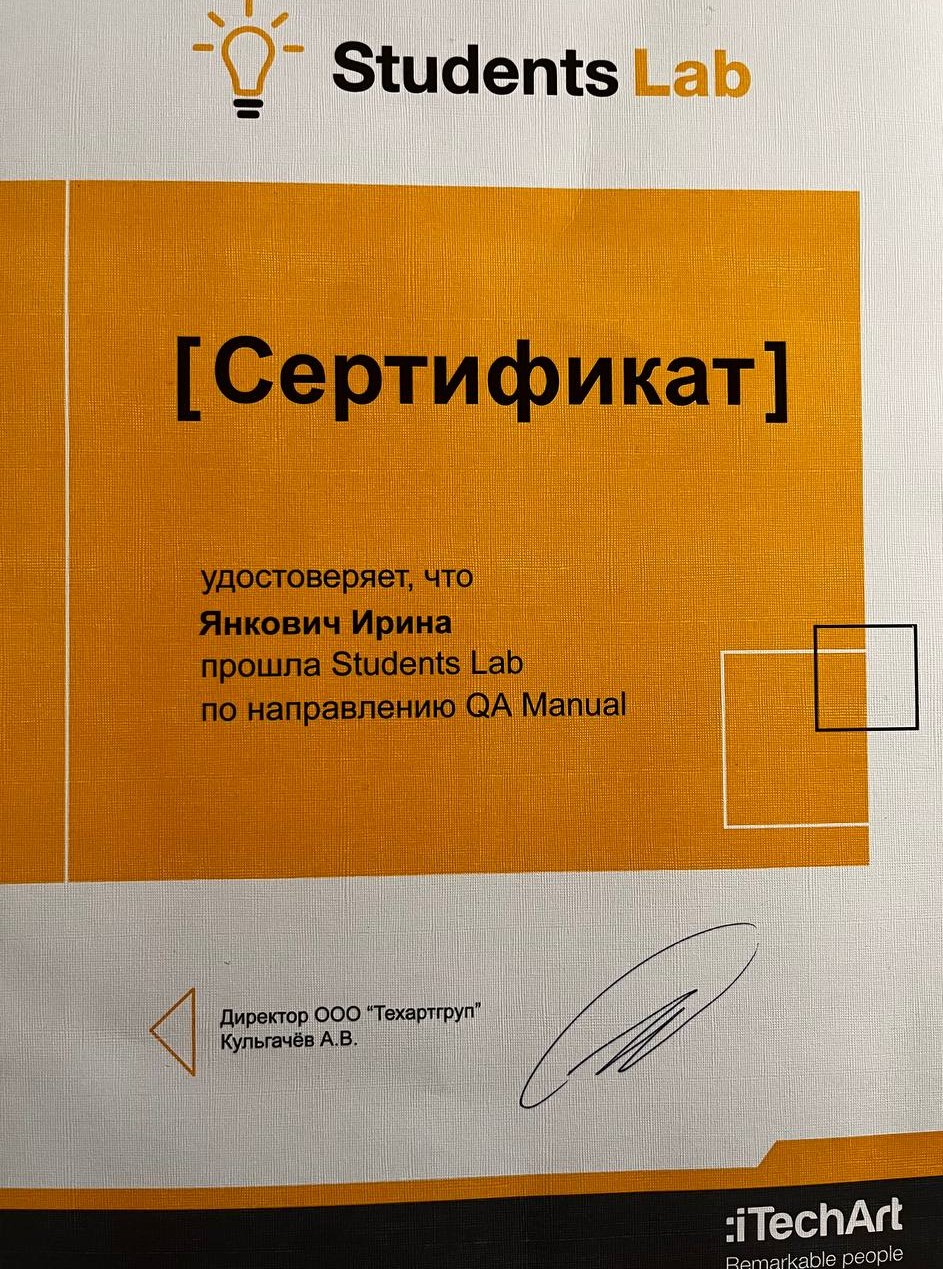 Students Lab
[Сертификат]
удостоверяет, что
Янкович Ирина
прошла Students Lab
по направлению QA Manual
Директор ООО “Техартгруп”
Кульгачёв А.В.
:iTechArt
Remarkable people